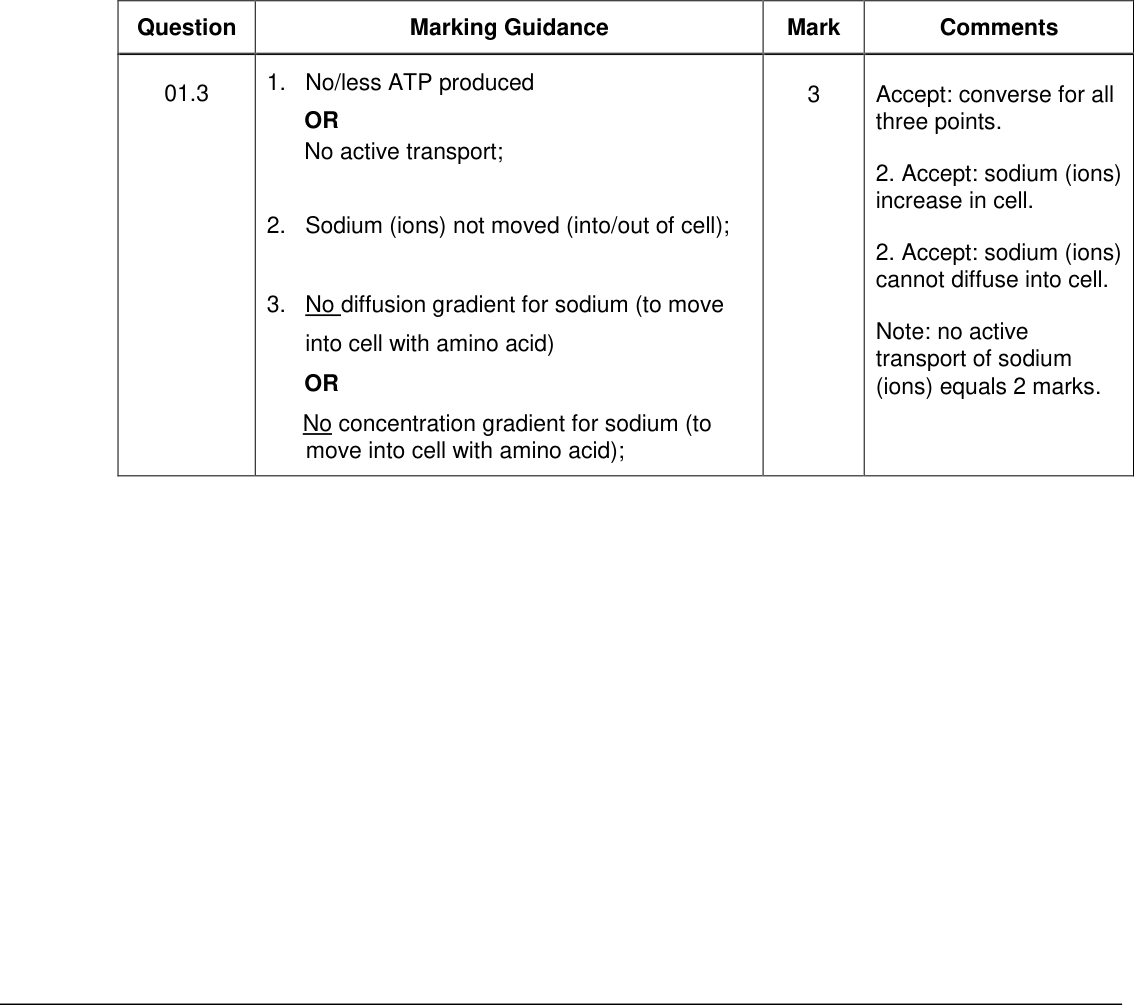 Question Marking Guidance Mark Comments
01.3
1. No/less ATP produced
OR
No active transport;
2. Sodium (ions) not moved (into/out of cell);
3. No diffusion gradient for sodium (to move
into cell with amino acid)
OR
No concentration gradient for sodium (to
move into cell with amino acid);
3
Accept: converse for all
three points.
2. Accept: sodium (ions)
increase in cell.
2. Accept: sodium (ions)
cannot diffuse into cell.
Note: no active
transport of sodium
(ions) equals 2 marks.